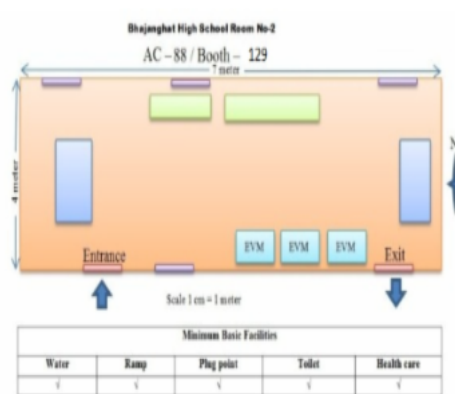 Bhajanghat High School Room No-2
AC – 88 / Booth – 129
7 meter
4 meter
EVM EVM EVM
Entrance Exit
Scale 1 cm = 1 meter
Minimum Basic Facilities
Water Ramp Plug point Toilet Health care
√ √ √ √ √